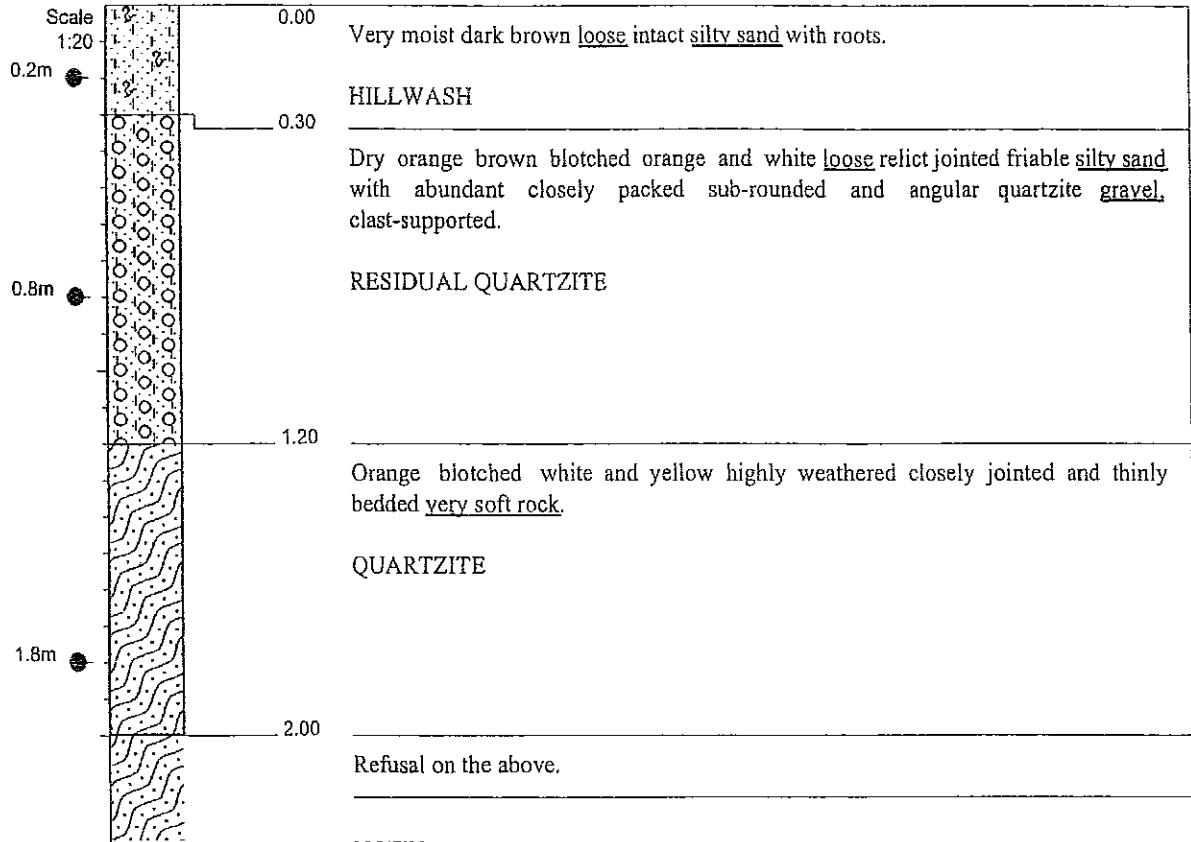 Scale
1:20
0.00
Very moist dark brown loose intact silty sand with roots.
0.2m
HILLWASH
0.30
Dry orange brown blotched orange and white loose relict jointed friable silty sand
with abundant closely packed sub-rounded and angular quartzite gravel,
clast-supported.
RESIDUAL QUARTZITE
0.8m
1.20
Orange blotched white and yellow highly weathered closely jointed and thinly
bedded very soft rock.
QUARTZITE
1.8m
2.00
Refusal on the above.